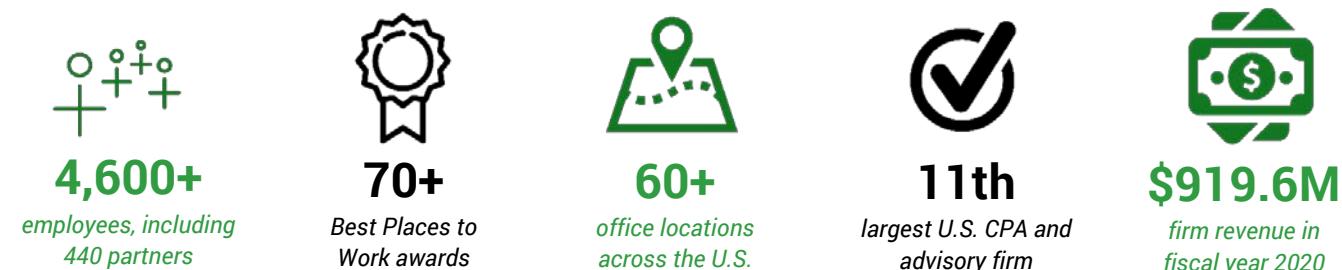 4,600+
employees, including
440 partners
70+
Best Places to
Work awards
60+
office locations
across the U.S.
11th
largest U.S. CPA and
advisory firm
$919.6M
firm revenue in
fiscal year 2020